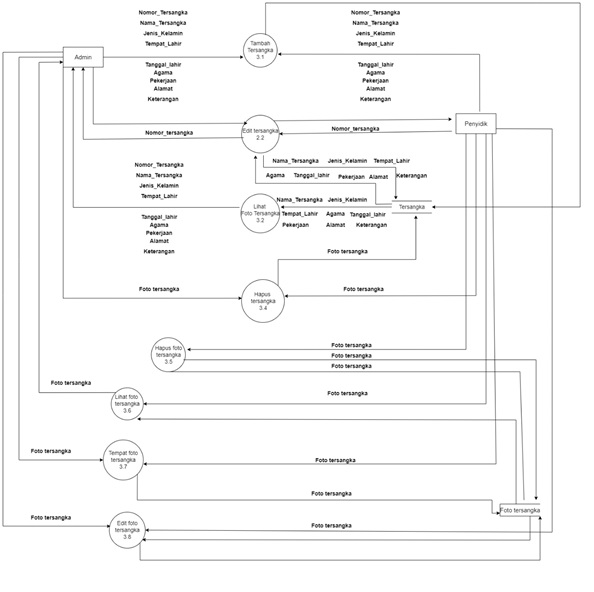 Nomor_Tersangka
Nama_Tersangka
Jenis_Kelamin
Tempat_Lahir
Tanggal_lahir
Agama
Pekerjaan
Alamat
Keterangan
Nomor_Tersangka
Nama_Tersangka
Jenis_Kelamin
Tempat_Lahir
Tanggal_lahir
Agama
Pekerjaan
Alamat
Keterangan
Admin
Tambah
Tersangka
3.1
Penyidik
Edit tersangka
2.2
Nomor_tersangka
Nomor_tersangka
Nama_Tersangka Jenis_Kelamin Tempat_Lahir
Agama Tanggal_lahir Pekerjaan Alamat Keterangan
Nomor_Tersangka
Nama_Tersangka
Jenis_Kelamin
Tempat_Lahir
Tanggal_lahir
Agama
Pekerjaan
Alamat
Keterangan
Lihat
Foto Tersangka
3.2
Nama_Tersangka Jenis_Kelamin
Tempat_Lahir Agama Tanggal_lahir
Pekerjaan Alamat Keterangan
Tersangka
Foto tersangka
Foto tersangka
Hapus
tersangka
3.4
Foto tersangka
Hapus foto
tersangka
3.5
Foto tersangka
Foto tersangka
Foto tersangka
Foto tersangka
Lihat foto
tersangka
3.6
Foto tersangka
Foto tersangka
Tempat foto
tersangka
3.7
Foto tersangka
Foto tersangka
Foto tersangka
Foto tersangka
Edit foto
tersangka
3.8
Foto tersangka